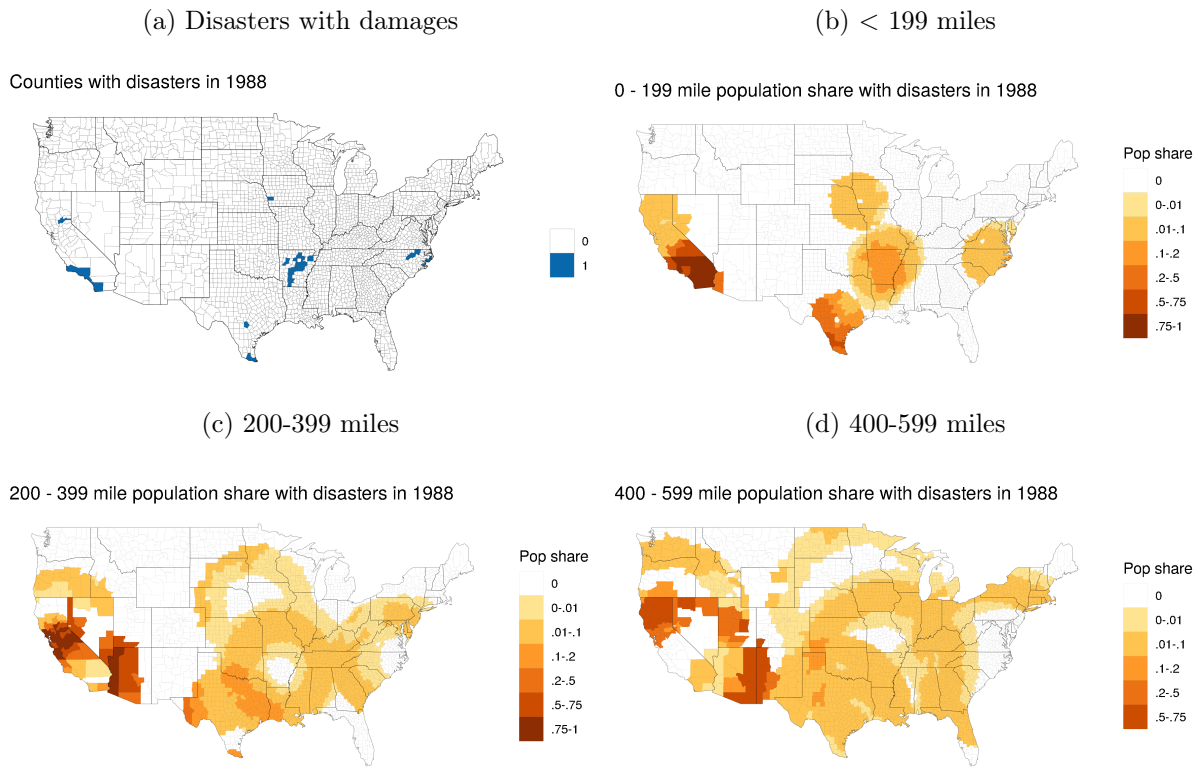 (a) Disasters with damages
Counties with disasters in 1988
0
1
(b) < 199 miles
0 - 199 mile population share with disasters in 1988
Pop share
0
0-.01
.01-.1
.1-.2
.2-.5
.5-.75
.75-1
(c) 200-399 miles
200 - 399 mile population share with disasters in 1988
Pop share
0
0-.01
.01-.1
.1-.2
.2-.5
.5-.75
.75-1
(d) 400-599 miles
400 - 599 mile population share with disasters in 1988
Pop share
0
0-.01
.01-.1
.1-.2
.2-.5
.5-.75